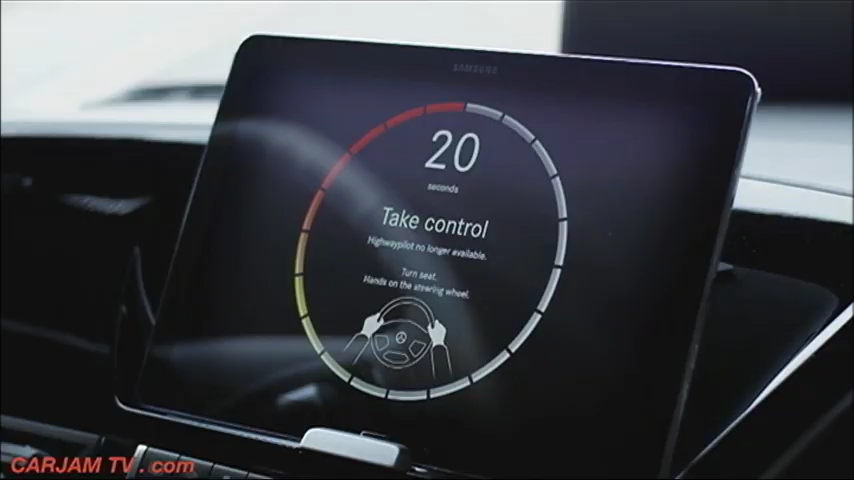 SAMSUNG
20
seconds
Take control
Highwaypilot no longer available.
Turn seat.
Hands on the steering wheel.
CARJAM TV . com